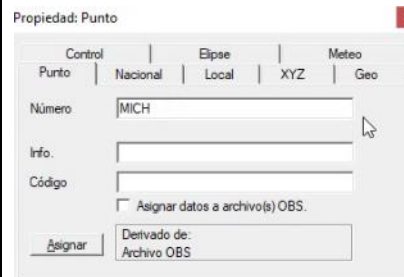 Propiedad: Punto
Control Elipse Meteo
Punto Nacional Local XYZ Geo
Número MICH
Info.
Código
Asignar datos a archivo(s) OBS.
Asignar
Derivado de:
Archivo OBS